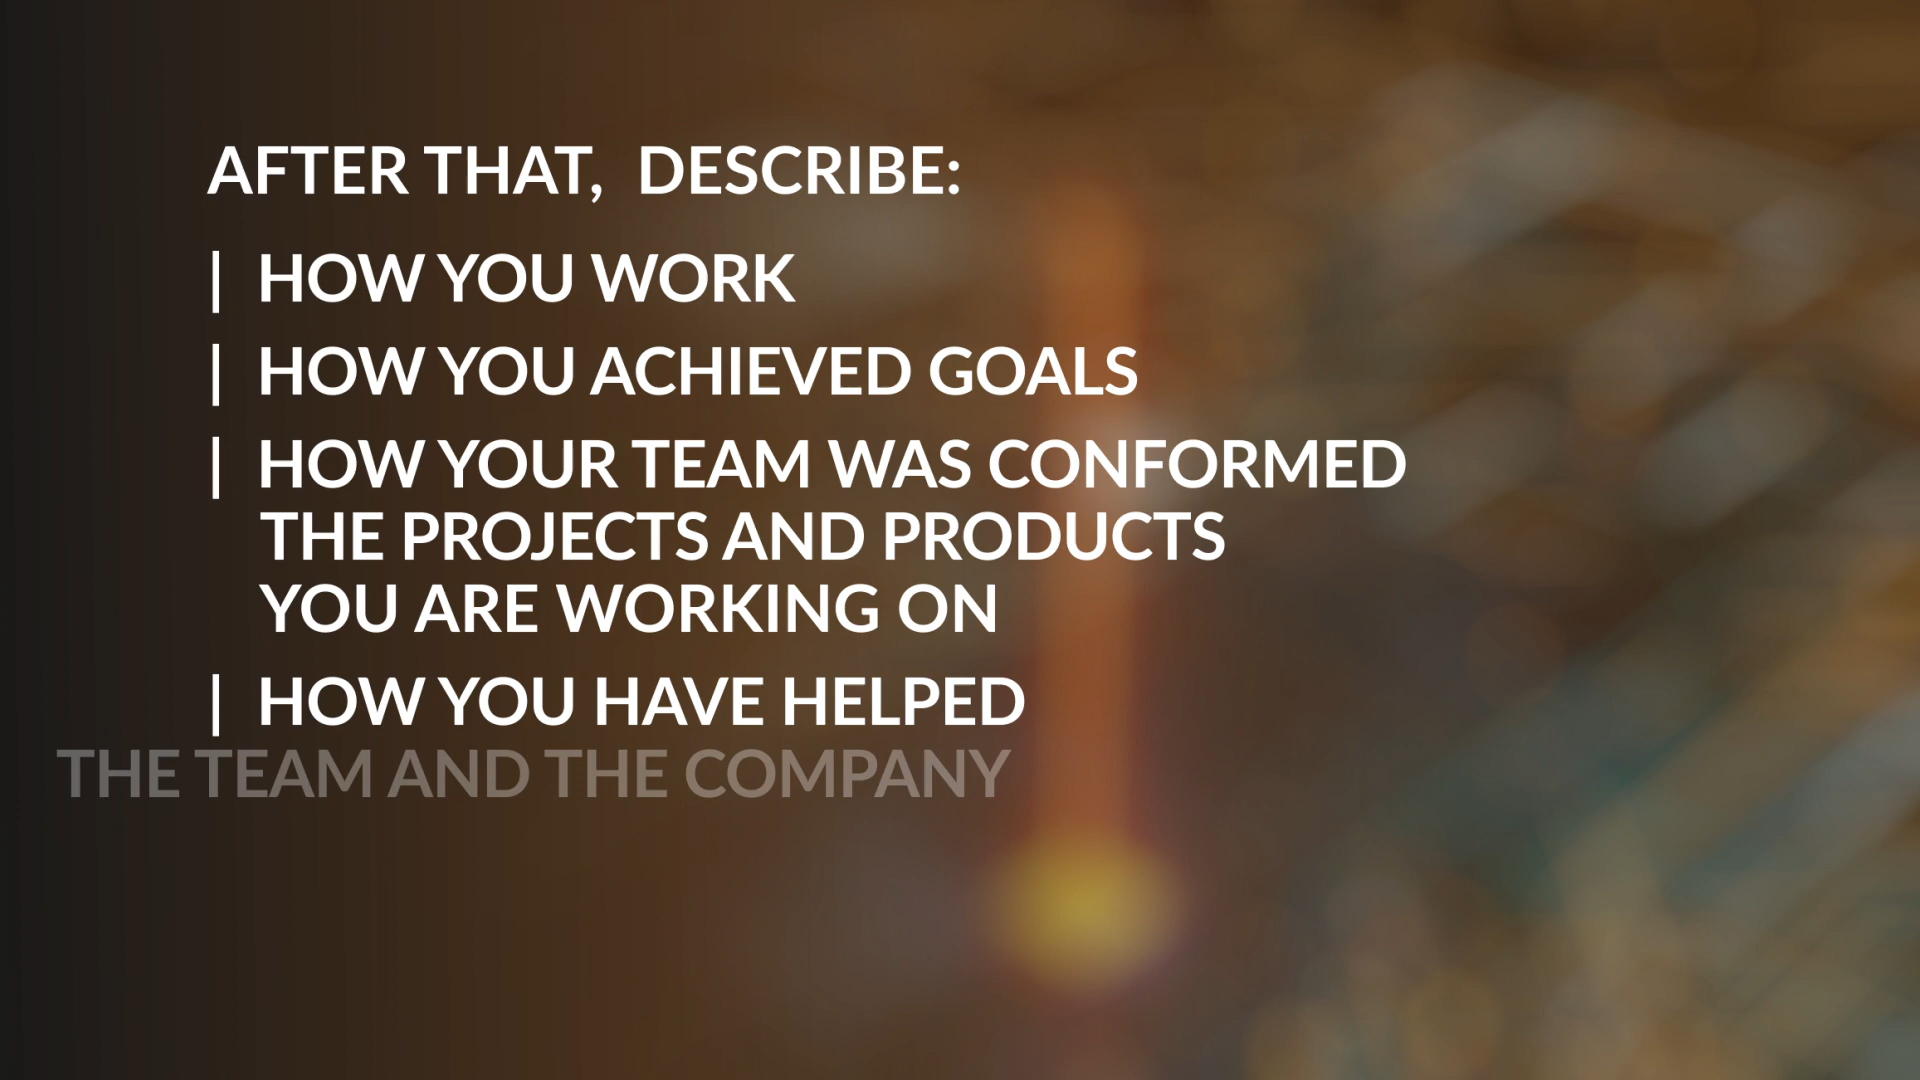 AFTER THAT,  DESCRIBE:
| HOW YOU WORK
| HOW YOU ACHIEVED GOALS
| HOW YOUR TEAM WAS CONFORMED
THE PROJECTS AND PRODUCTS
YOU ARE WORKING ON
| HOW YOU HAVE HELPED
THE TEAM AND THE COMPANY